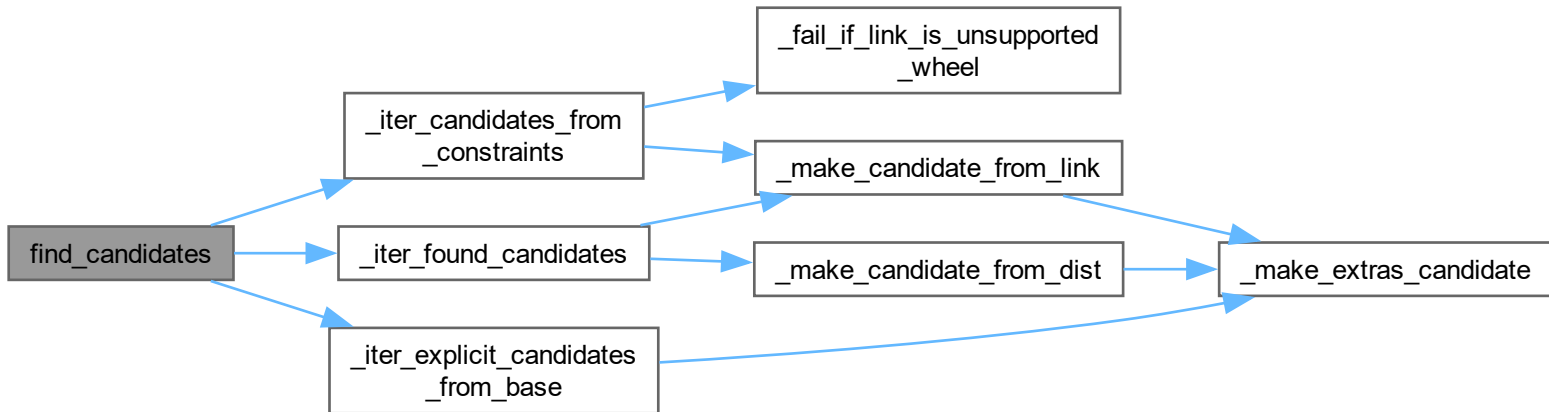 _fail_if_link_is_unsupported
_wheel
_iter_candidates_from
_constraints
_make_candidate_from_link
find_candidates
_iter_found_candidates
_make_candidate_from_dist
_make_extras_candidate
_iter_explicit_candidates
_from_base